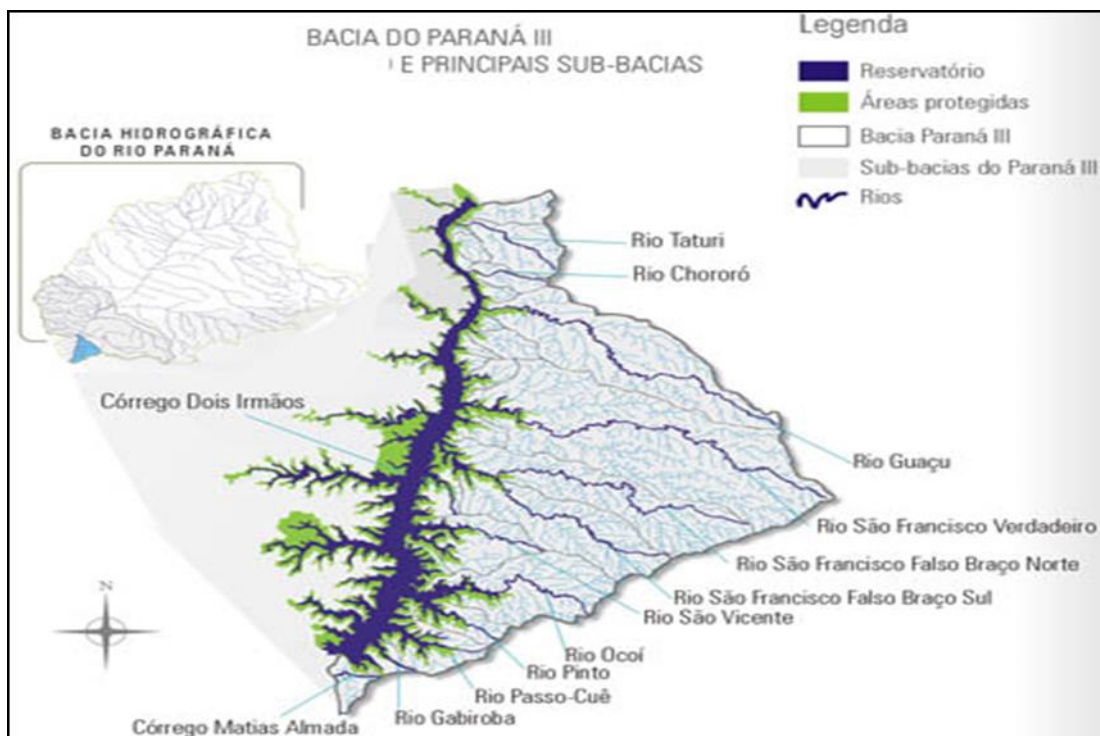 BACIA DO PARANÁ III
E PRINCIPAIS SUB-BACIAS
Legenda
Reservatório
Áreas protegidas
Bacia Paraná III
Sub-bacias do Paraná III
Rios
BACIA HIDROGRÁFICA
DO RIO PARANÁ
Rio Taturi
Rio Chororó
Córrego Dois Irmãos
Rio Guaçu
Rio São Francisco Verdadeiro
Rio São Francisco Falso Braço Norte
Rio São Francisco Falso Braço Sul
Rio São Vicente
Rio Ocoí
Rio Pinto
Rio Passo-Cuê
Rio Gabiroba
Córrego Matias Almada
N